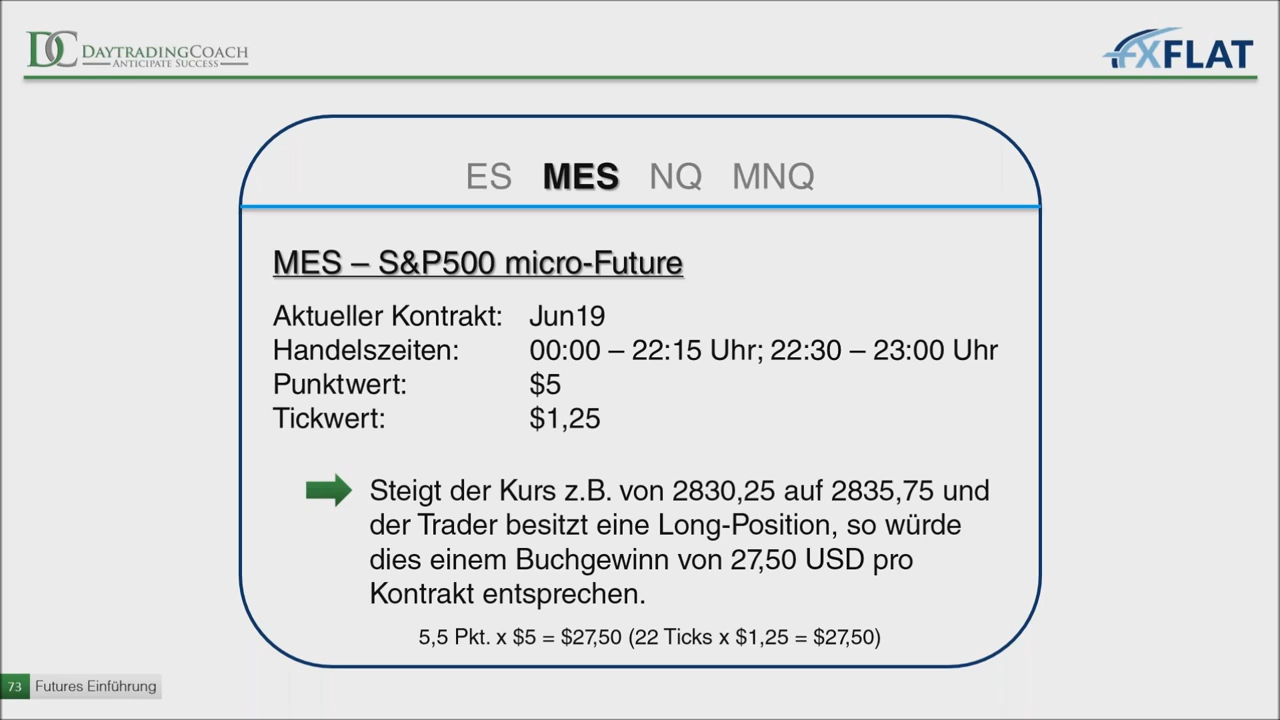 DC DAYTRADINGCOACH
ANTICIPATE SUCCESS
FXFLAT
ES MES NQ MNQ
MES – S&P500 micro-Future
Aktueller Kontrakt: Jun19
Handelszeiten: 00:00 – 22:15 Uhr; 22:30 – 23:00 Uhr
Punktwert: $5
Tickwert: $1,25
Steigt der Kurs z.B. von 2830,25 auf 2835,75 und
der Trader besitzt eine Long-Position, so würde
dies einem Buchgewinn von 27,50 USD pro
Kontrakt entsprechen.
5,5 Pkt. x $5 = $27,50 (22 Ticks x $1,25 = $27,50)
73 Futures Einführung